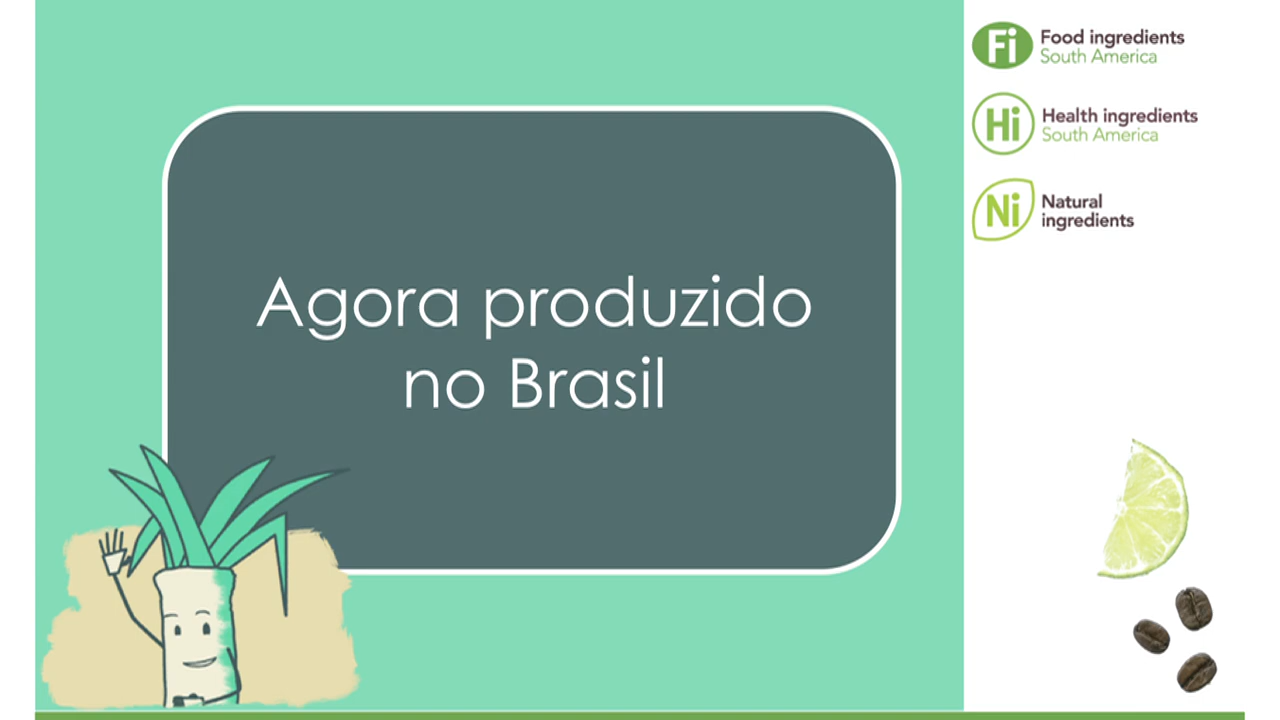 Agora produzido
no Brasil
Fi
Food ingredients
South America
Hi
Health ingredients
South America
Ni
Natural
ingredients